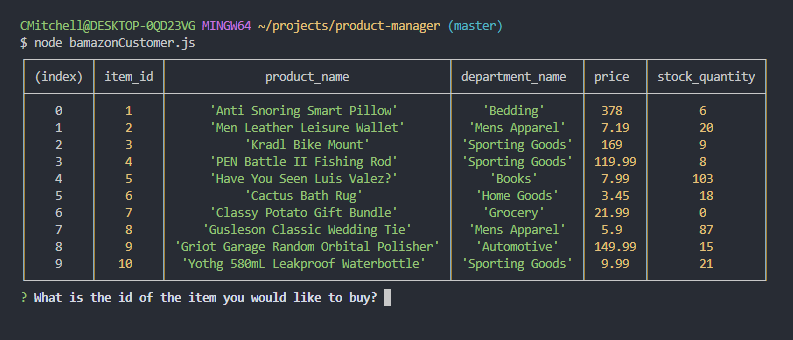 CMitchell@DESKTOP-0QD23VG MINGW64 ~/projects/product-manager (master)
$ node bamazonCustomer.js
(index) item_id product_name department_name price stock_quantity
0 1 'Anti Snoring Smart Pillow' 'Bedding' 378 6
1 2 'Men Leather Leisure Wallet' 'Mens Apparel' 7.19 20
2 3 'Kradl Bike Mount' 'Sporting Goods' 169 9
3 4 'PEN Battle II Fishing Rod' 'Sporting Goods' 119.99 8
4 5 'Have You Seen Luis Valez?' 'Books' 7.99 103
5 6 'Cactus Bath Rug' 'Home Goods' 3.45 18
6 7 'Classy Potato Gift Bundle' 'Grocery' 21.99 0
7 8 'Gusleson Classic Wedding Tie' 'Mens Apparel' 5.9 87
8 9 'Griot Garage Random Orbital Polisher' 'Automotive' 149.99 15
9 10 'Yothg 580mL Leakproof Waterbottle' 'Sporting Goods' 9.99 21
? What is the id of the item you would like to buy?